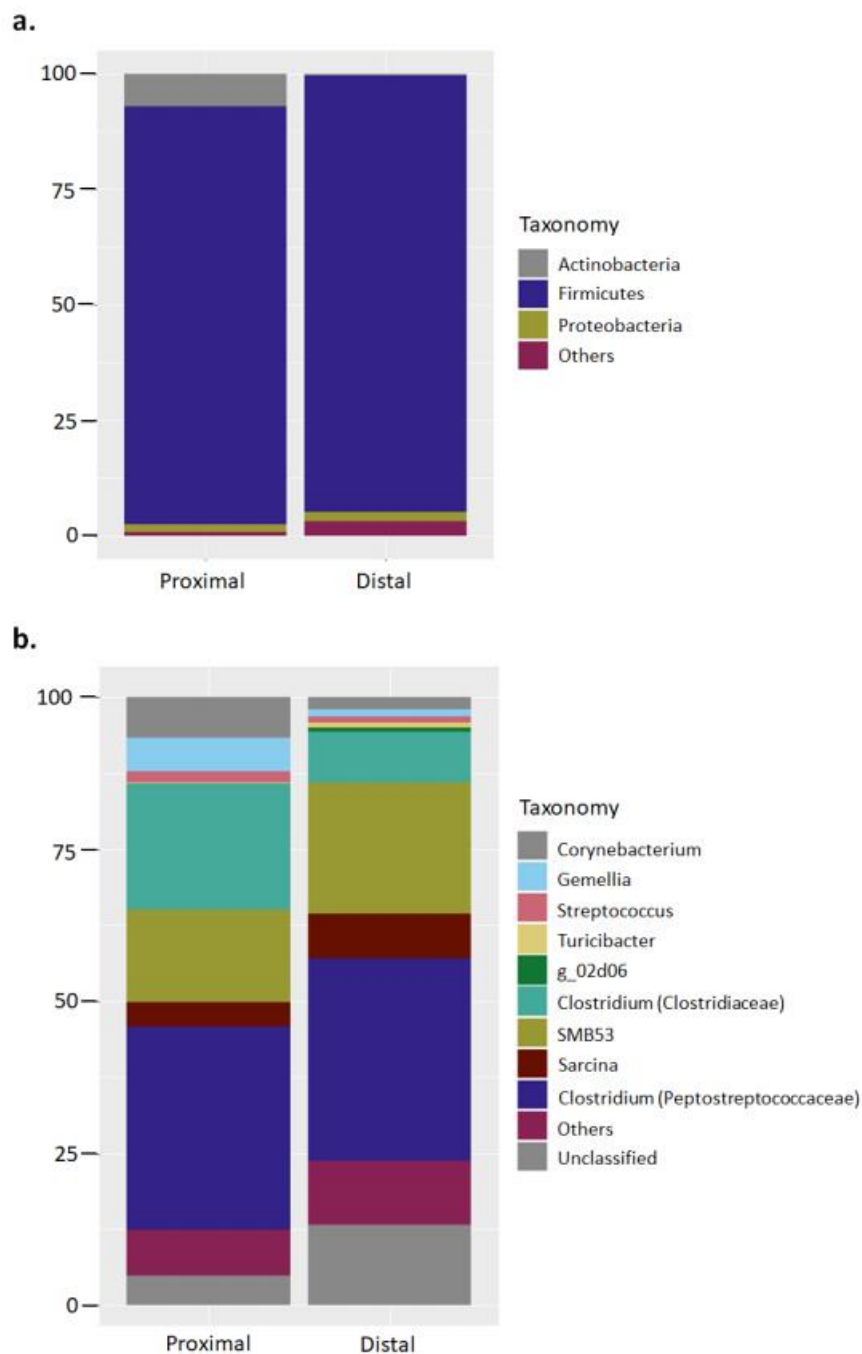 a.
100
75
50
25
0
Proximal
Distal
Taxonomy
Actinobacteria
Firmicutes
Proteobacteria
Others
b.
100
75
50
25
0
Proximal
Distal
Taxonomy
Corynebacterium
Gemellia
Streptococcus
Turicibacter
g_02d06
Clostridium (Clostridiaceae)
SMB53
Sarcina
Clostridium (Peptostreptococcaceae)
Others
Unclassified